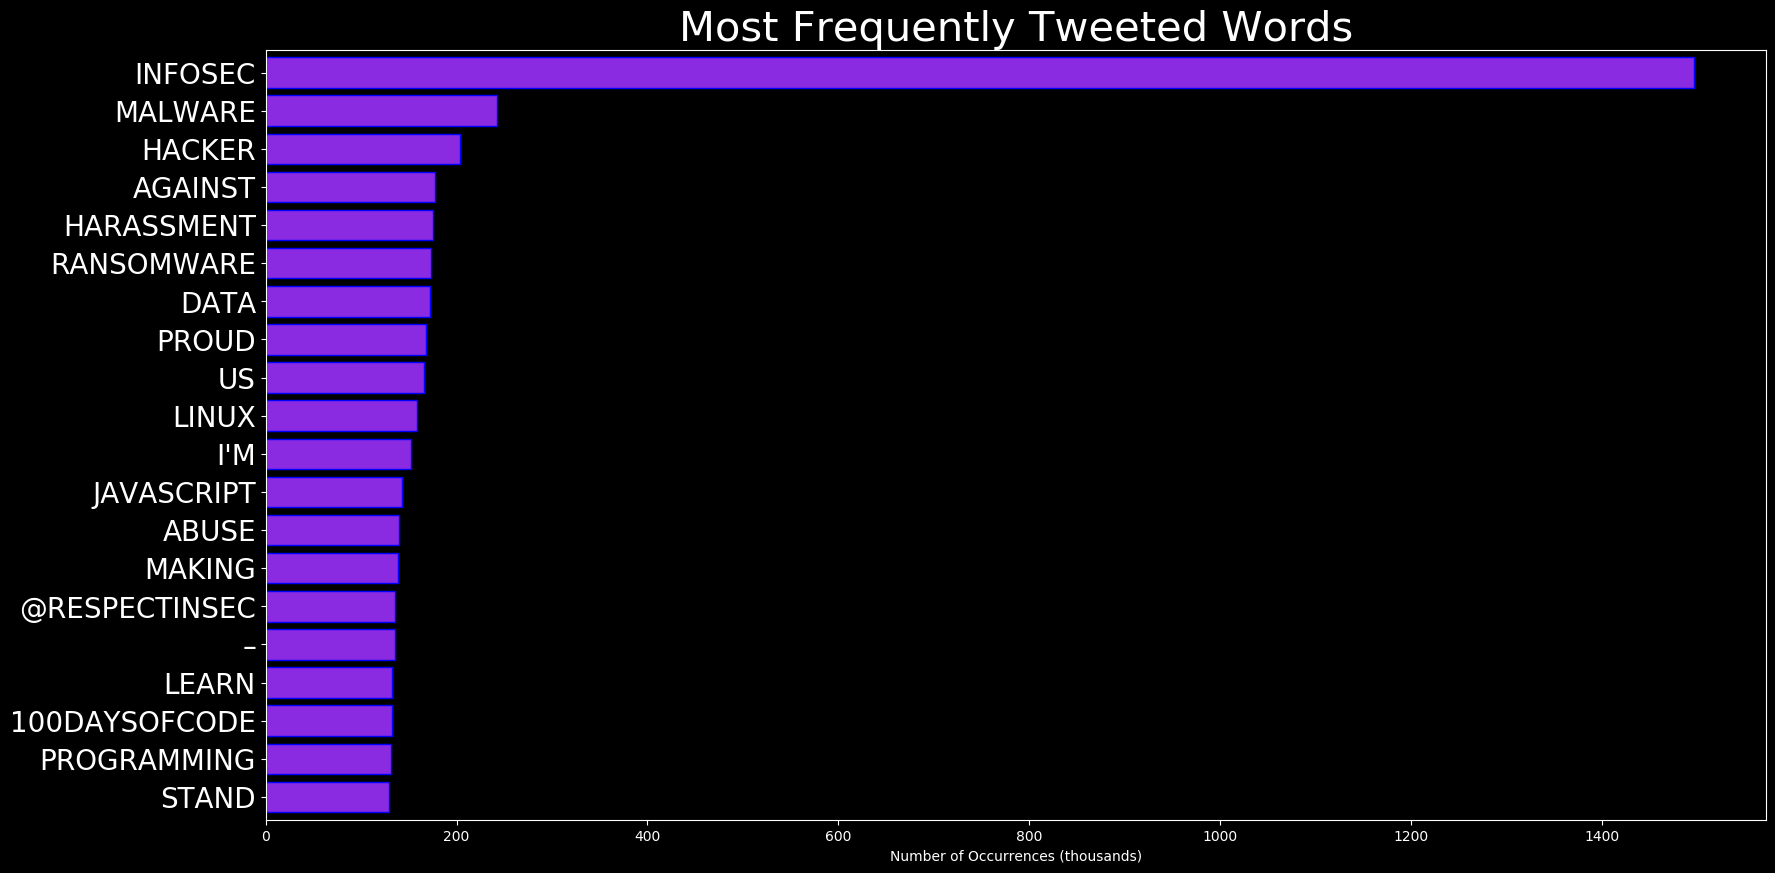 Most Frequently Tweeted Words
INFOSEC
MALWARE
HACKER
AGAINST
HARASSMENT
RANSOMWARE
DATA
PROUD
US
LINUX
I'M
JAVASCRIPT
ABUSE
MAKING
@RESPECTINSEC
–
LEARN
100DAYSOFCODE
PROGRAMMING
STAND
0 200 400 600 800 1000 1200 1400
Number of Occurrences (thousands)